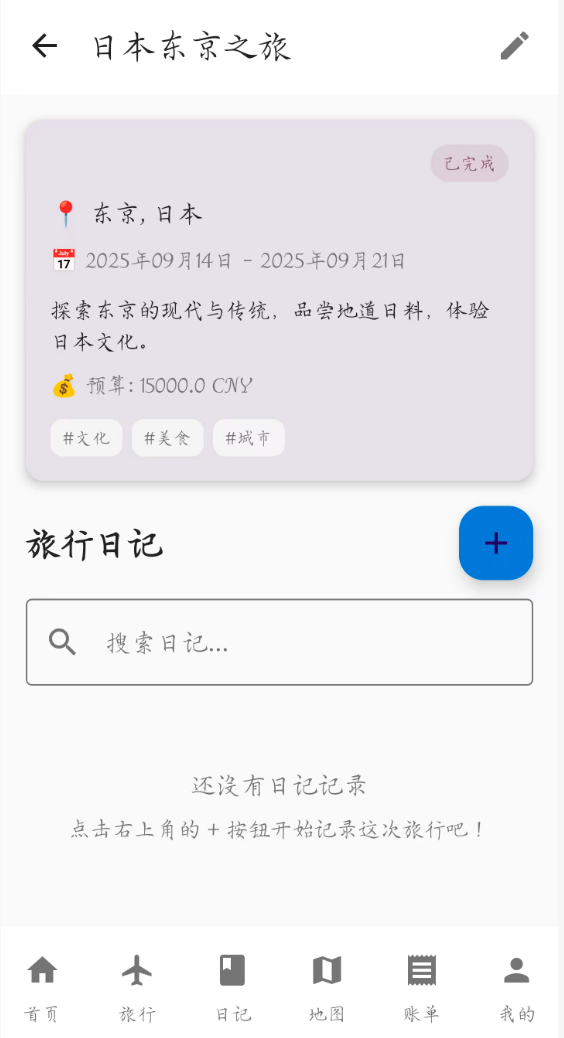 日本东京之旅
已完成
东京, 日本
2025年09月14日 - 2025年09月21日
探索东京的现代与传统，品尝地道日料，体验
日本文化。
预算: 15000.0 CNY
#文化 #美食 #城市
旅行日记
搜索日记...
还没有日记记录
点击右上角的 + 按钮开始记录这次旅行吧！
首页 旅行 日记 地图 账单 我的